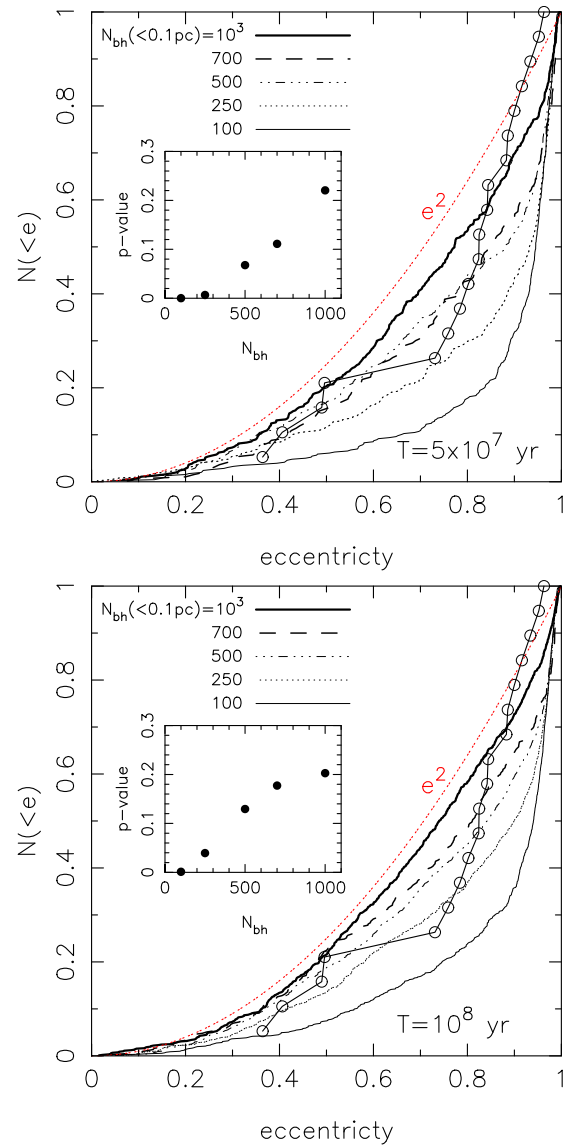 N_bh(<0.1pc)=10^3
700
500
250
100
1
0.8
0.6
0.4
0.2
0
N(<e)
0.3
0.2
0.1
0
p-value
0 500 1000
N_bh
e^2
T=5x10^7 yr
0 0.2 0.4 0.6 0.8 1
eccentricty
N_bh(<0.1pc)=10^3
700
500
250
100
1
0.8
0.6
0.4
0.2
0
N(<e)
0.3
0.2
0.1
0
p-value
0 500 1000
N_bh
e^2
T=10^8 yr
0 0.2 0.4 0.6 0.8 1
eccentricty